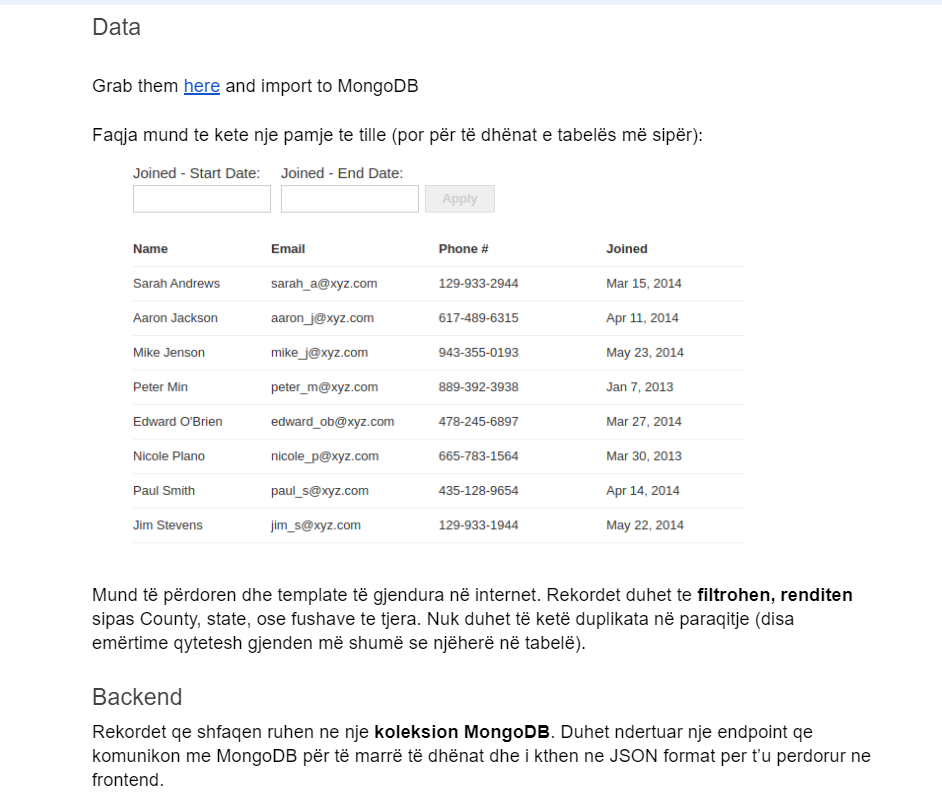 Data
Grab them here and import to MongoDB
Faqja mund te kete nje pamje te tille (por për të dhënat e tabelës më sipër):
Joined - Start Date: Joined - End Date:
Apply
Name Email Phone # Joined
Sarah Andrews sarah_a@xyz.com 129-933-2944 Mar 15, 2014
Aaron Jackson aaron_j@xyz.com 617-489-6315 Apr 11, 2014
Mike Jenson mike_j@xyz.com 943-355-0193 May 23, 2014
Peter Min peter_m@xyz.com 889-392-3938 Jan 7, 2013
Edward O'Brien edward_ob@xyz.com 478-245-6897 Mar 27, 2014
Nicole Plano nicole_p@xyz.com 665-783-1564 Mar 30, 2013
Paul Smith paul_s@xyz.com 435-128-9654 Apr 14, 2014
Jim Stevens jim_s@xyz.com 129-933-1944 May 22, 2014
Mund të përdoren dhe template të gjendura në internet. Rekordet duhet te filtrohen, renditen
sipas County, state, ose fushave te tjera. Nuk duhet të ketë duplikata në paraqitje (disa
emërtime qytetesh gjenden më shumë se njëherë në tabelë).
Backend
Rekordet qe shfaqen ruhen ne nje koleksion MongoDB. Duhet ndertuar nje endpoint qe
komunikon me MongoDB për të marrë të dhënat dhe i kthen ne JSON format per t’u perdorur ne
frontend.